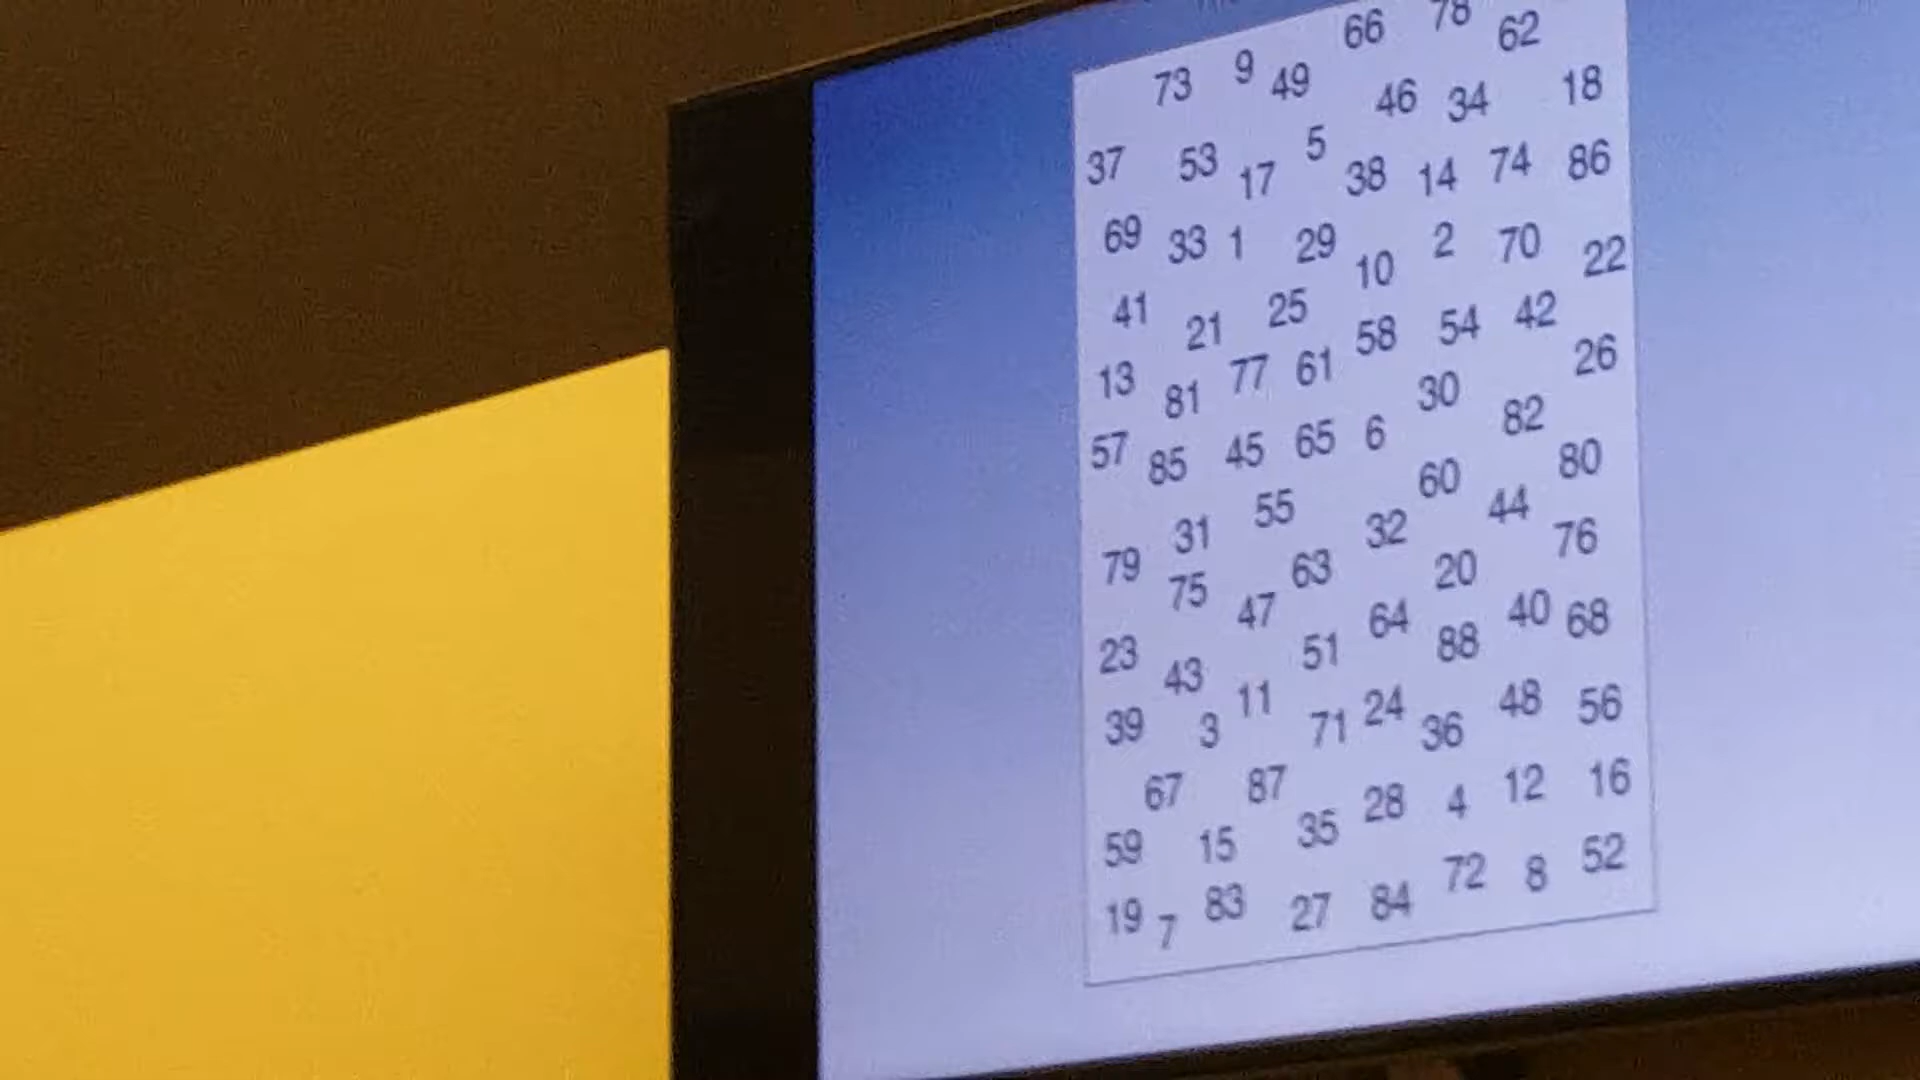 66 78 62
73 9 49 46 34 18
37 53 17 5 38 14 74 86
69 33 1 29 10 2 70 22
41 21 25 58 54 42 26
13 81 77 61 30 82
57 85 45 65 6 60 44 80
79 31 55 63 32 20 76
23 75 47 51 64 88 40 68
39 43 11 71 24 36 48 56
3 67 87 35 28 4 12 16
59 15 27 84 72 8 52
19 7 83